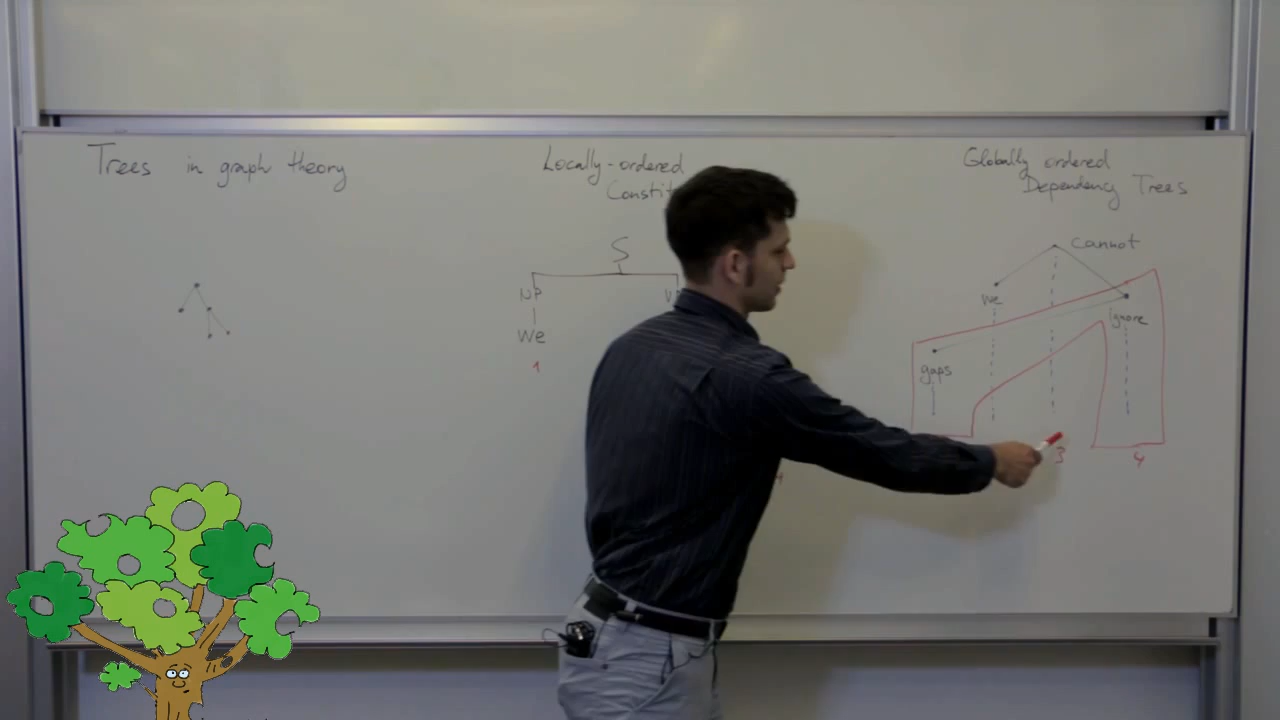 Trees in graph theory
Locally-ordered
Constit
Globally ordered
Dependency Trees
S
NP
V
We
1
cannot
we
ignore
gaps
3
4